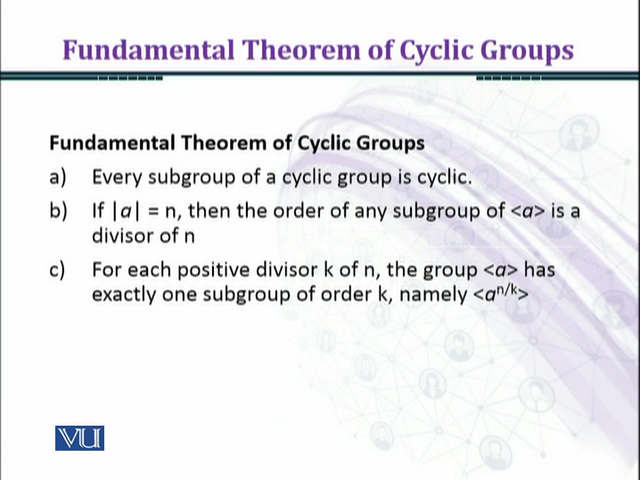 Fundamental Theorem of Cyclic Groups
Fundamental Theorem of Cyclic Groups
a) Every subgroup of a cyclic group is cyclic.
b) If |a| = n, then the order of any subgroup of <a> is a
divisor of n
c) For each positive divisor k of n, the group <a> has
exactly one subgroup of order k, namely <aⁿ/ᵏ>
VU